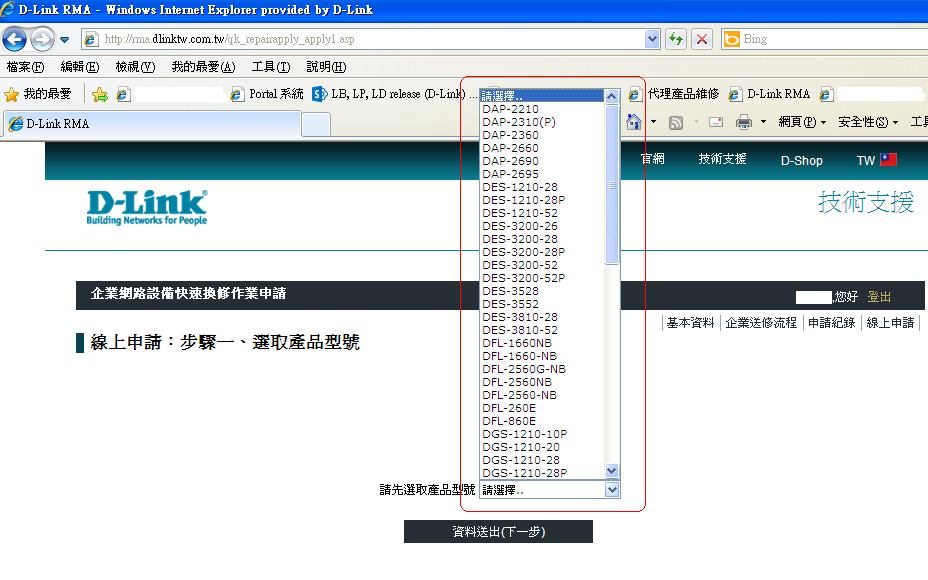 D-Link RMA - Windows Internet Explorer provided by D-Link
http://rma.dlinktw.com.tw/qk_repairapply_apply1.asp
Bing
檔案(F) 編輯(E) 檢視(V) 我的最愛(A) 工具(T) 說明(H)
我的最愛 Portal 系統 LB, LP, LD release (D-Link) ... 代理產品維修 D-Link RMA
D-Link RMA
網頁(P) 安全性(S) 工具
官網 技術支援 D-Shop TW
D-Link
Building Networks for People
技術支援
企業網路設備快速換修作業申請
,您好 登出
基本資料 企業送修流程 申請紀錄 線上申請
線上申請：步驟一、選取產品型號
請選擇..
DAP-2210
DAP-2310(P)
DAP-2360
DAP-2660
DAP-2690
DAP-2695
DES-1210-28
DES-1210-28P
DES-1210-52
DES-3200-26
DES-3200-28
DES-3200-28P
DES-3200-52
DES-3200-52P
DES-3528
DES-3552
DES-3810-28
DES-3810-52
DFL-1660NB
DFL-1660-NB
DFL-2560G-NB
DFL-2560NB
DFL-2560-NB
DFL-260E
DFL-860E
DGS-1210-10P
DGS-1210-20
DGS-1210-28
DGS-1210-28P
請先選取產品型號 請選擇..
資料送出(下一步)